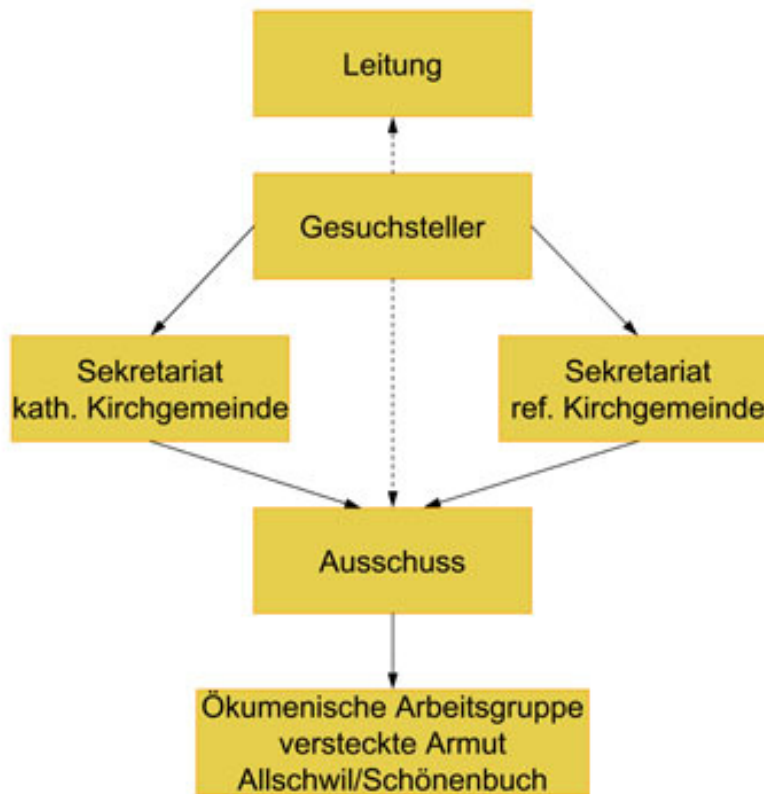 Leitung
Gesuchsteller
Sekretariat
kath. Kirchgemeinde
Sekretariat
ref. Kirchgemeinde
Ausschuss
Ökumenische Arbeitsgruppe
versteckte Armut
Allschwil/Schönenbuch